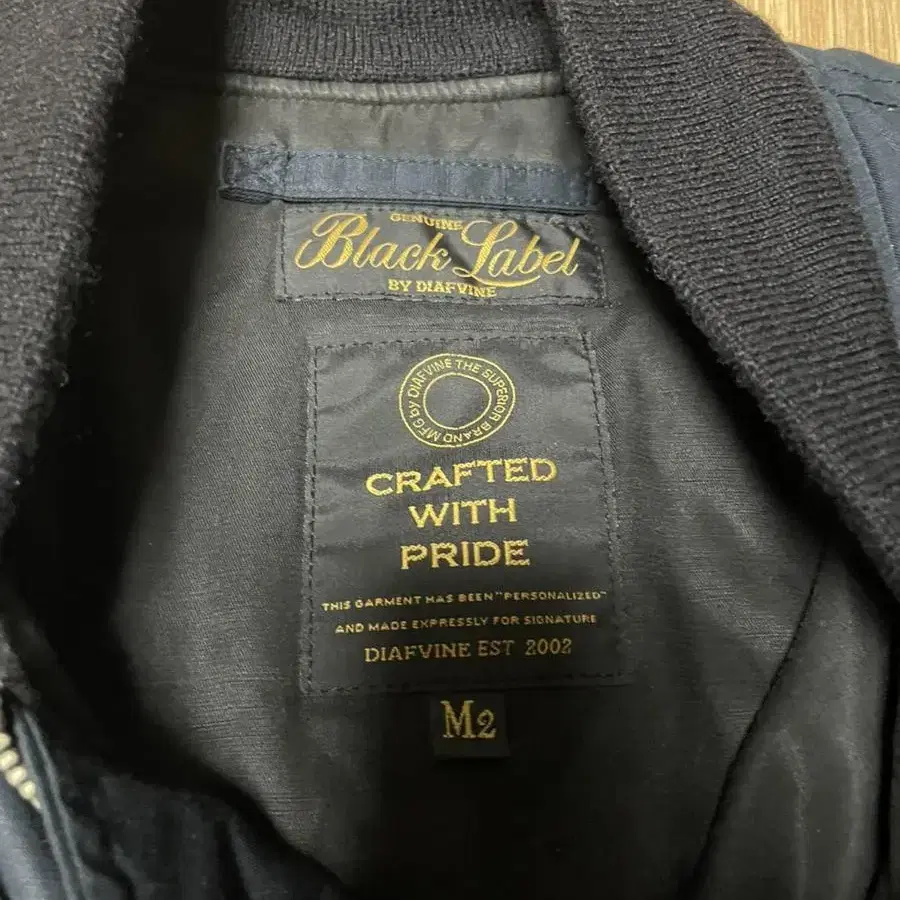 GENUINE
Black Label
BY DIAFVINE
MFG by DIAFVINE THE SUPERIOR BRAND
CRAFTED
WITH
PRIDE
THIS GARMENT HAS BEEN "PERSONALIZED"
AND MADE EXPRESSLY FOR SIGNATURE
DIAFVINE EST 2002
M2